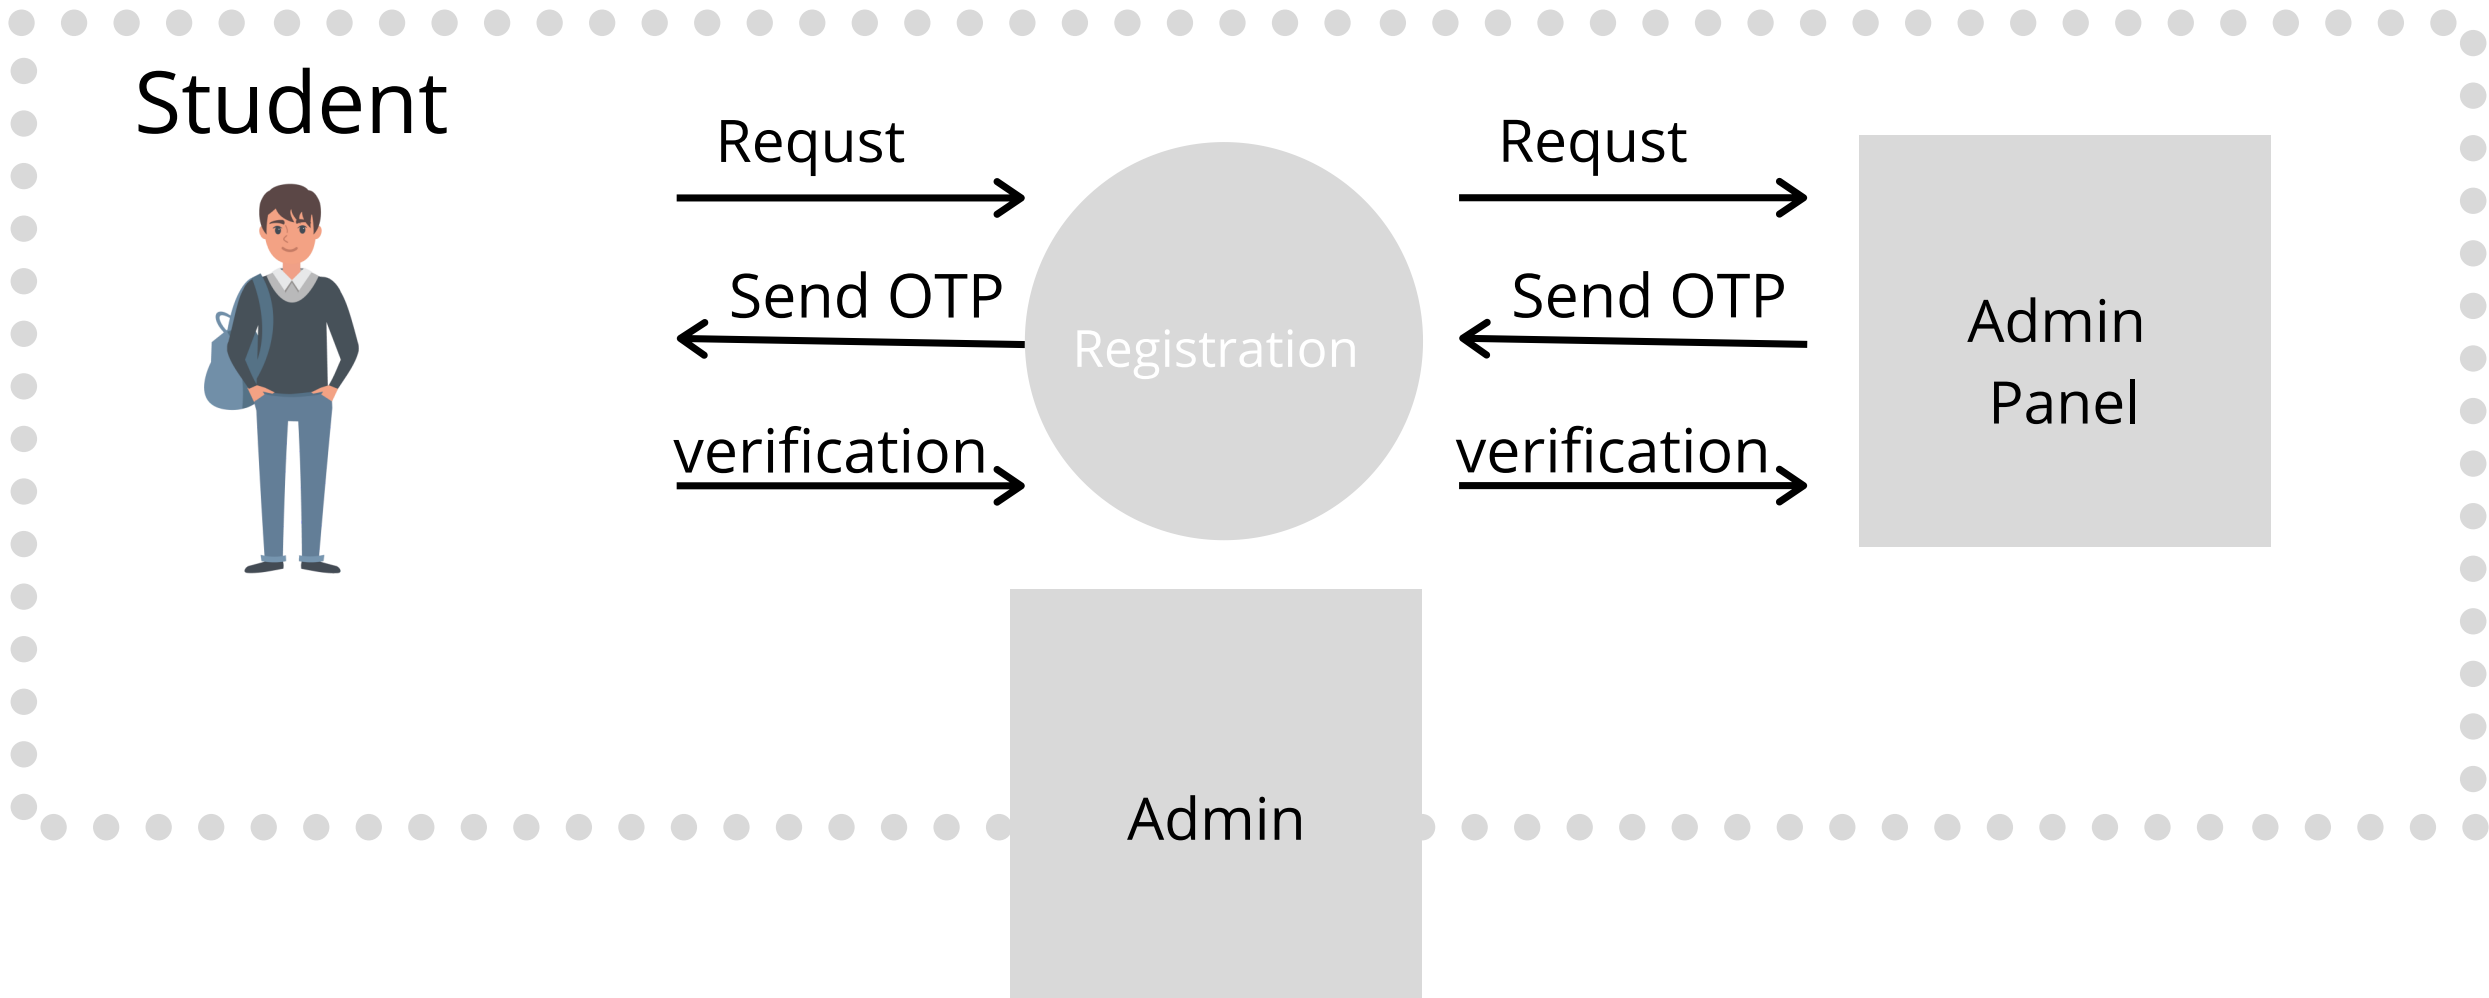 Student
Requst
Requst
Send OTP
Send OTP
Registration
Admin
Panel
verification
verification
Admin